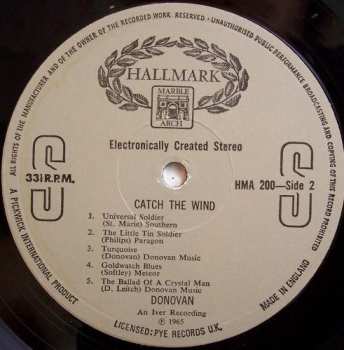 ALL RIGHTS OF THE MANUFACTURER AND OF THE OWNER OF THE RECORDED WORK RESERVED • UNAUTHORISED PUBLIC PERFORMANCE BROADCASTING AND COPYING OF THIS RECORD PROHIBITED
HALLMARK
MARBLE
ARCH
Electronically Created Stereo
S
S
33⅓ R.P.M.
HMA 200—Side 2
CATCH THE WIND
1. Universal Soldier
(St. Marie) Southern
2. The Little Tin Soldier
(Philips) Paragon
3. Turquoise
(Donovan) Donovan Music
4. Goldwatch Blues
(Softley) Meteor
5. The Ballad Of A Crystal Man
(D. Leitch) Donovan Music
DONOVAN
An Iver Recording
℗ 1965
LICENSED: PYE RECORDS U.K.
A PICKWICK INTERNATIONAL PRODUCT
MADE IN ENGLAND